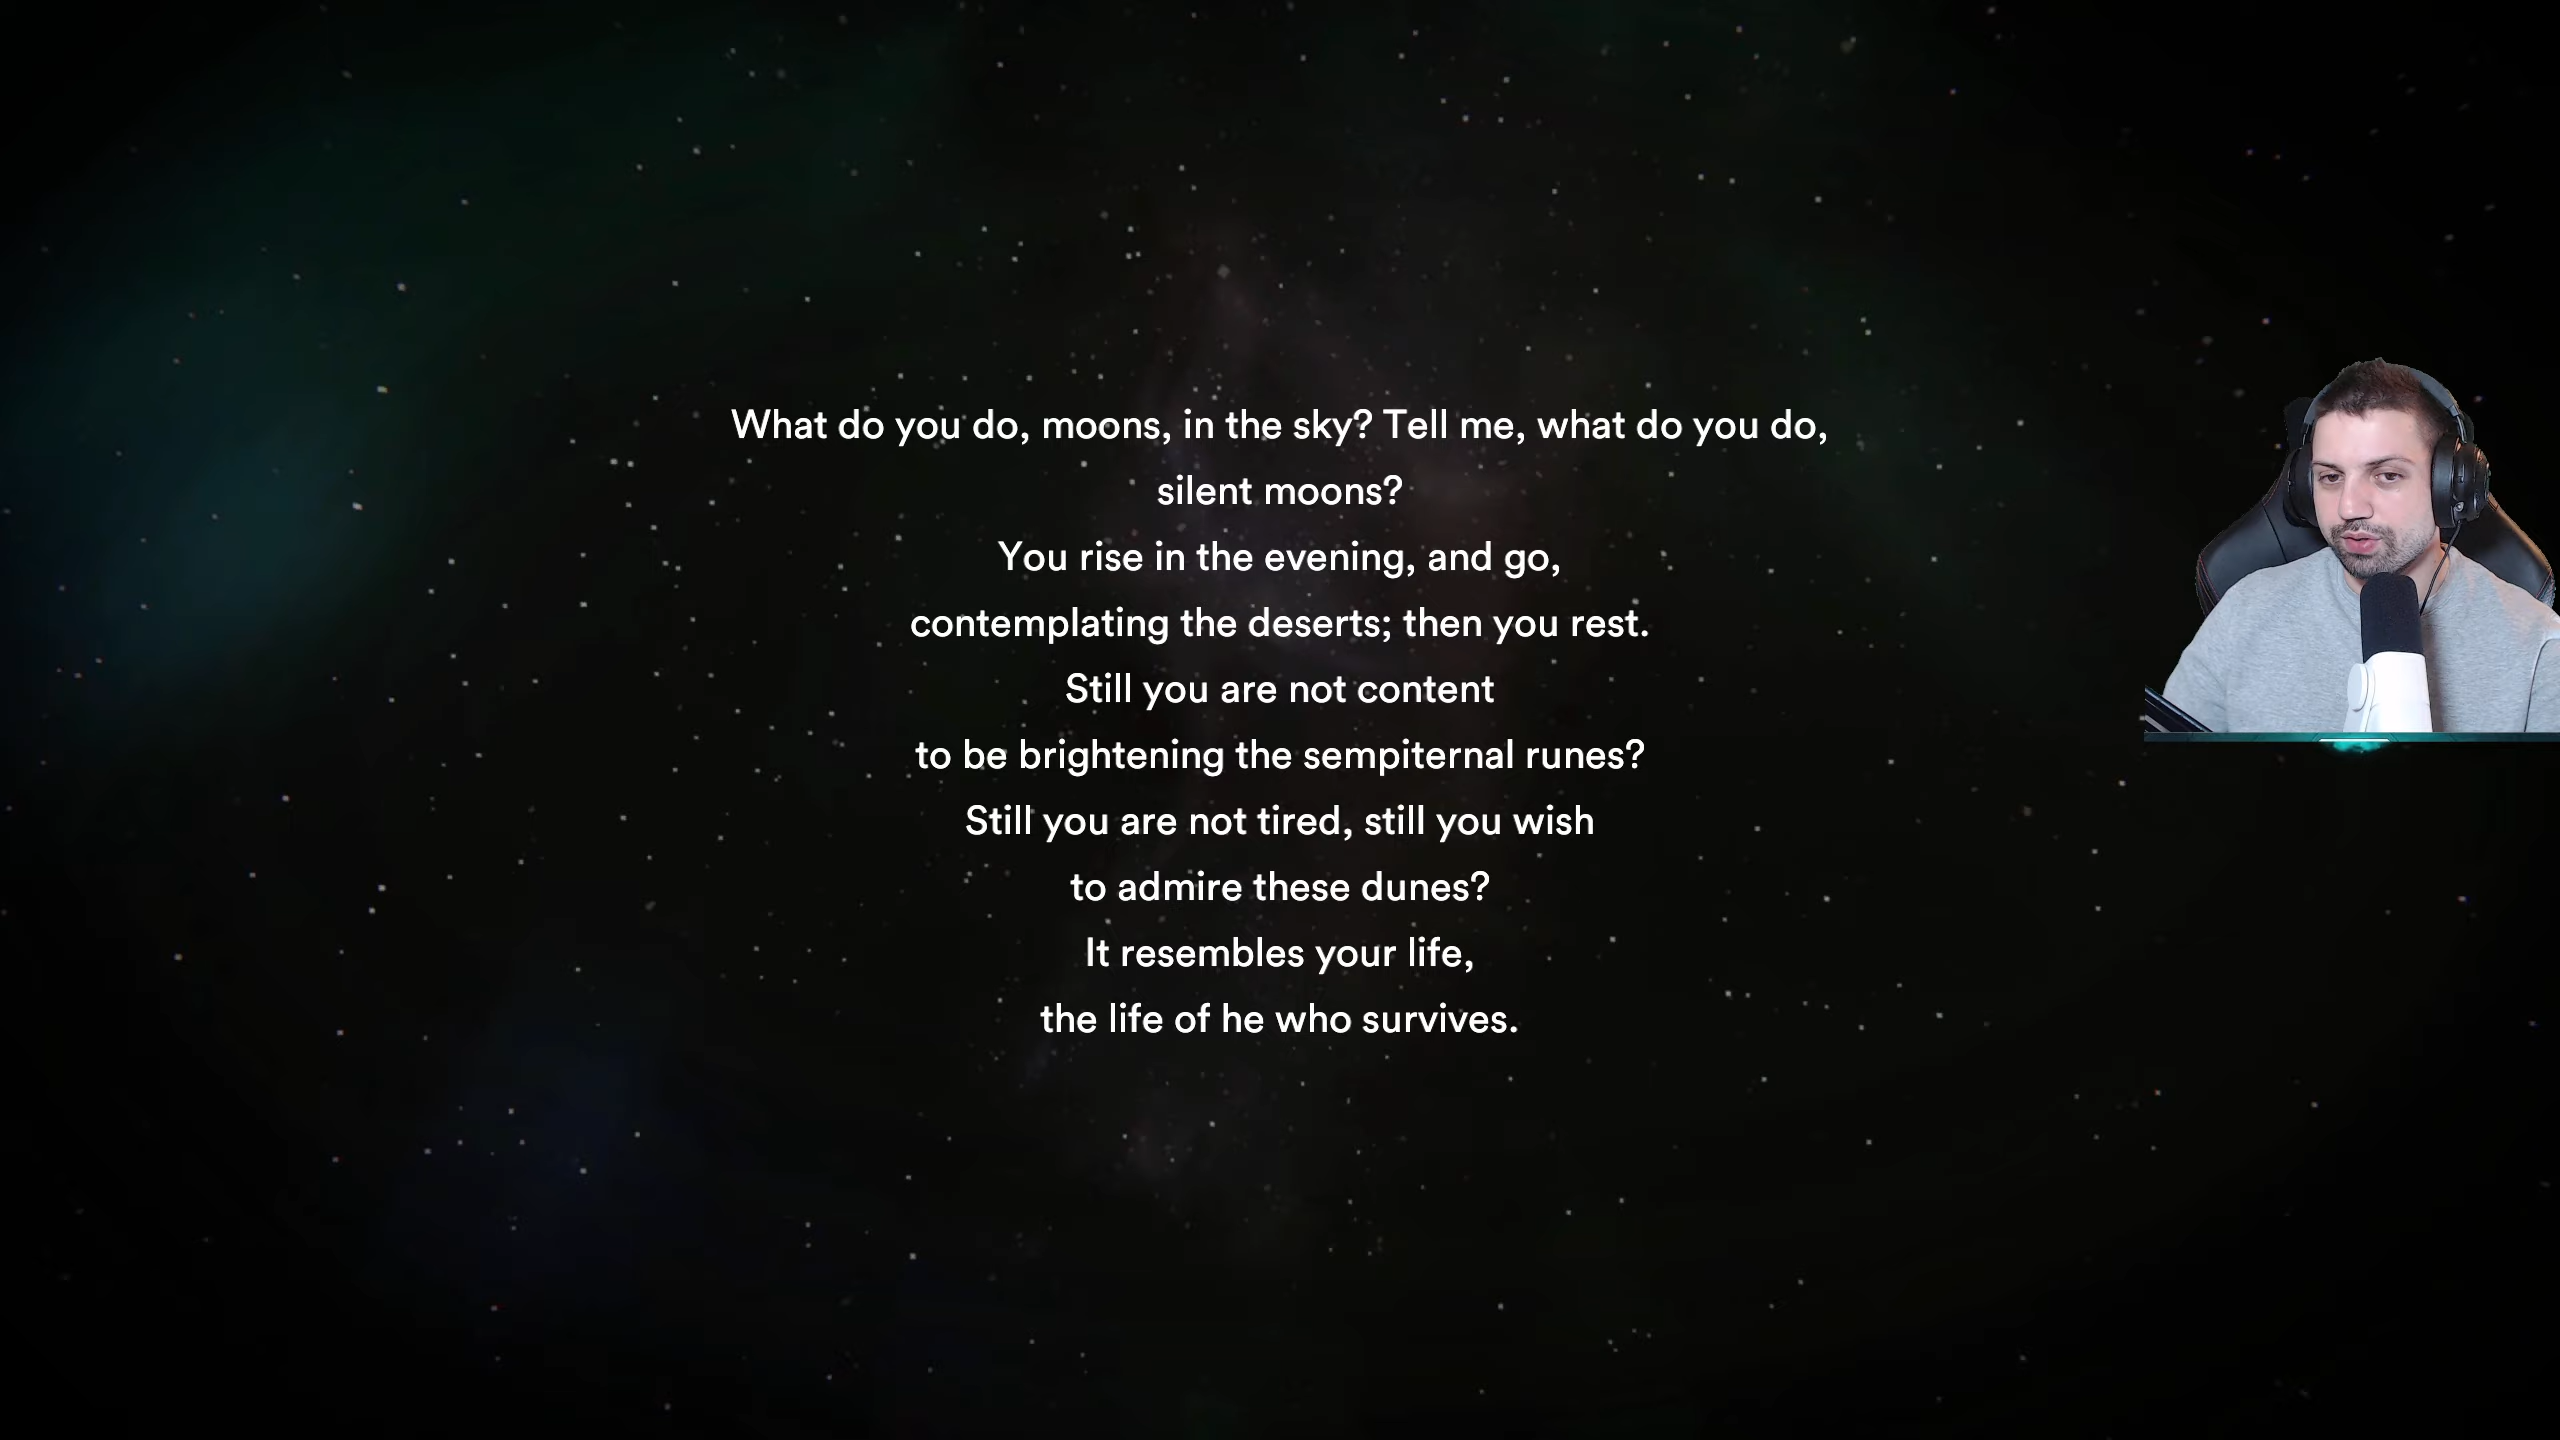 What do you do, moons, in the sky? Tell me, what do you do,
silent moons?
You rise in the evening, and go,
contemplating the deserts; then you rest.
Still you are not content
to be brightening the sempiternal runes?
Still you are not tired, still you wish
to admire these dunes?
It resembles your life,
the life of he who survives.